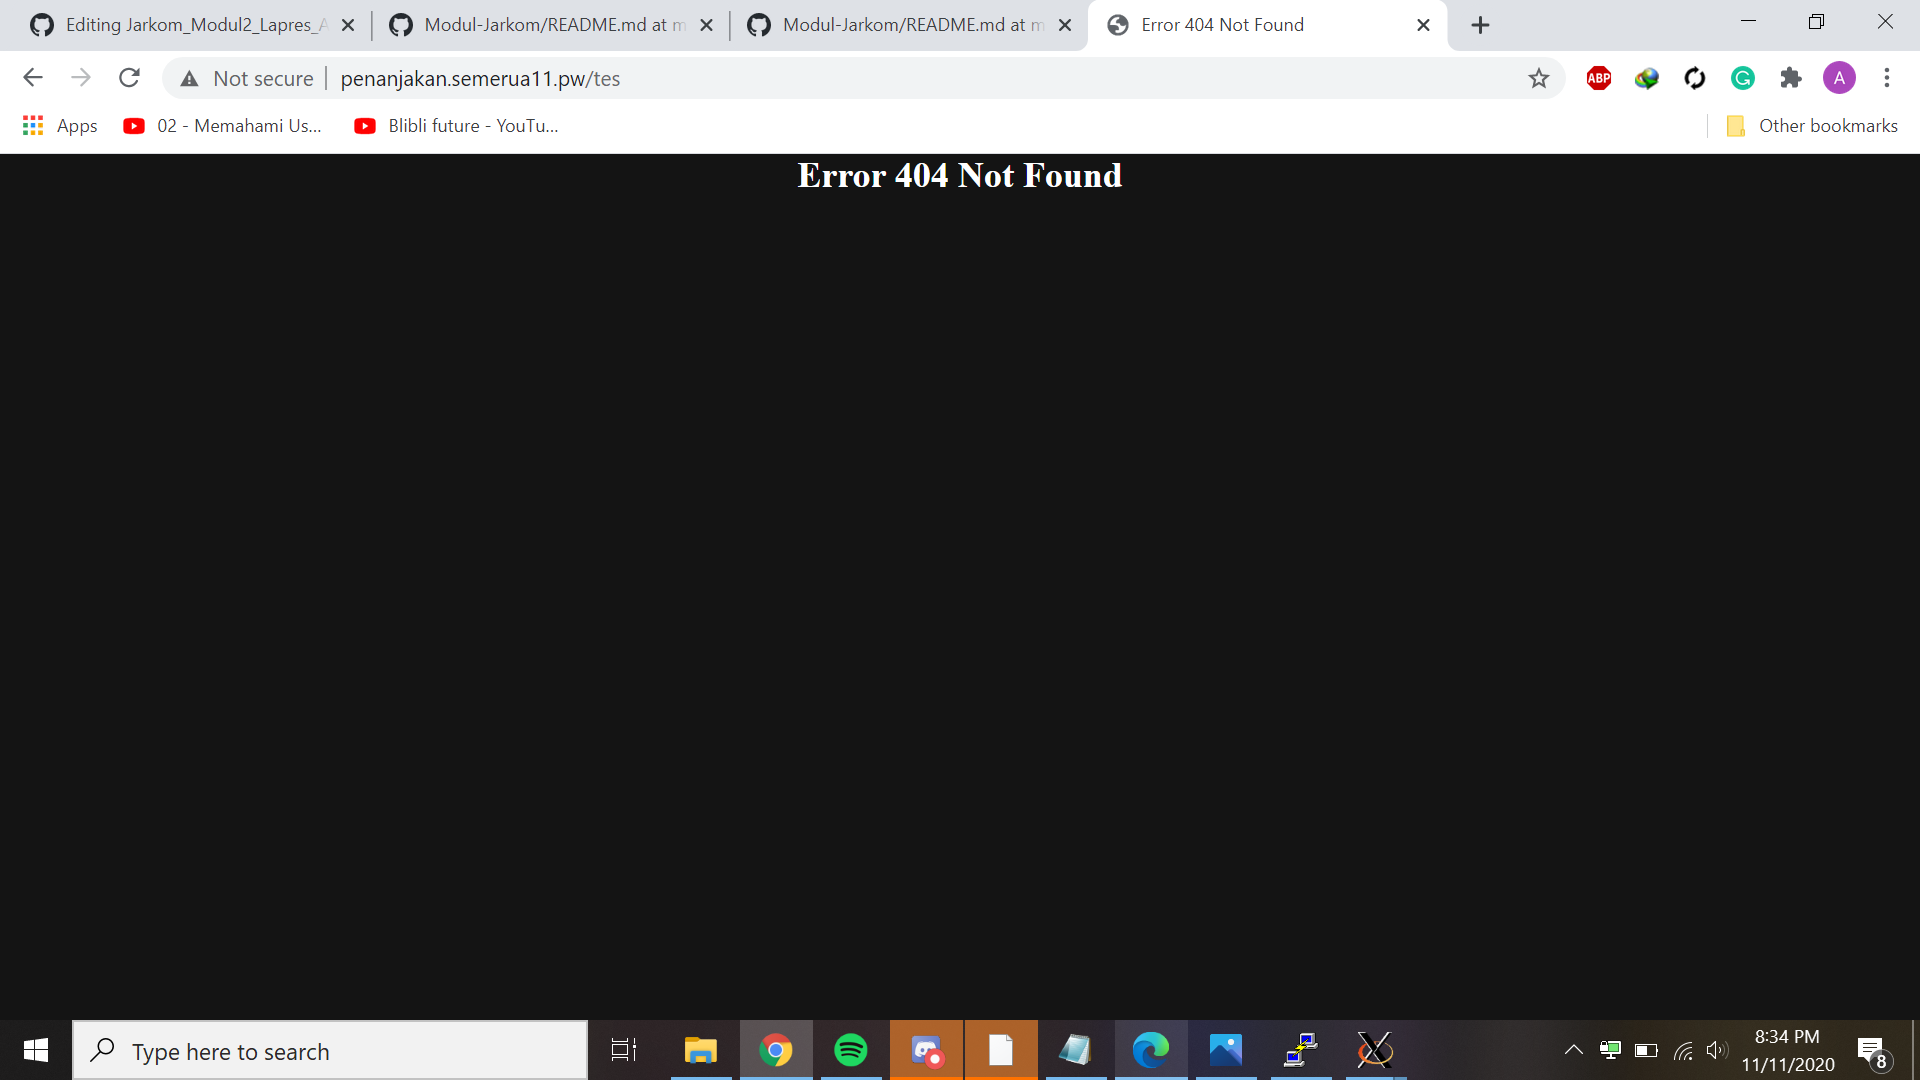 Editing Jarkom_Modul2_Lapres_A
Modul-Jarkom/README.md at m
Modul-Jarkom/README.md at m
Error 404 Not Found
Not secure
penanjakan.semerua11.pw/tes
ABP
G
A
Apps
02 - Memahami Us...
Blibli future - YouTu...
Other bookmarks
Error 404 Not Found
Type here to search
8:34 PM
11/11/2020
8